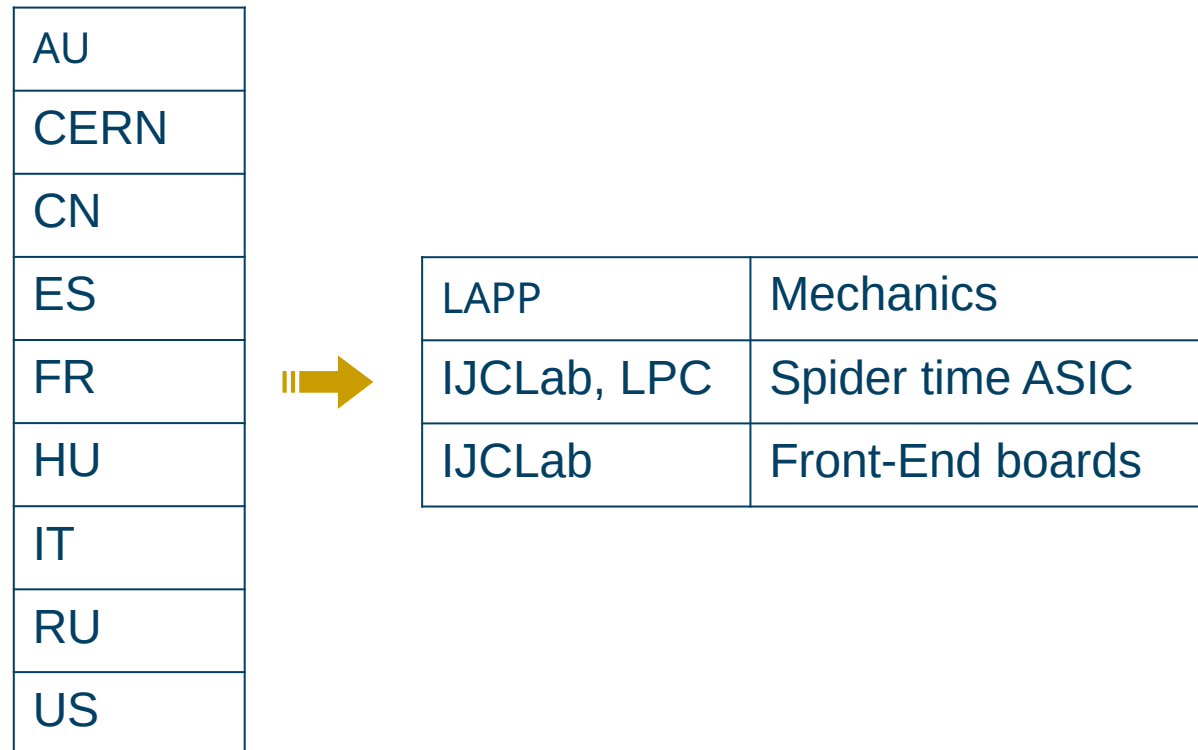 AU
CERN
CN
ES
FR
HU
IT
RU
US
LAPP Mechanics
IJCLab, LPC Spider time ASIC
IJCLab Front-End boards